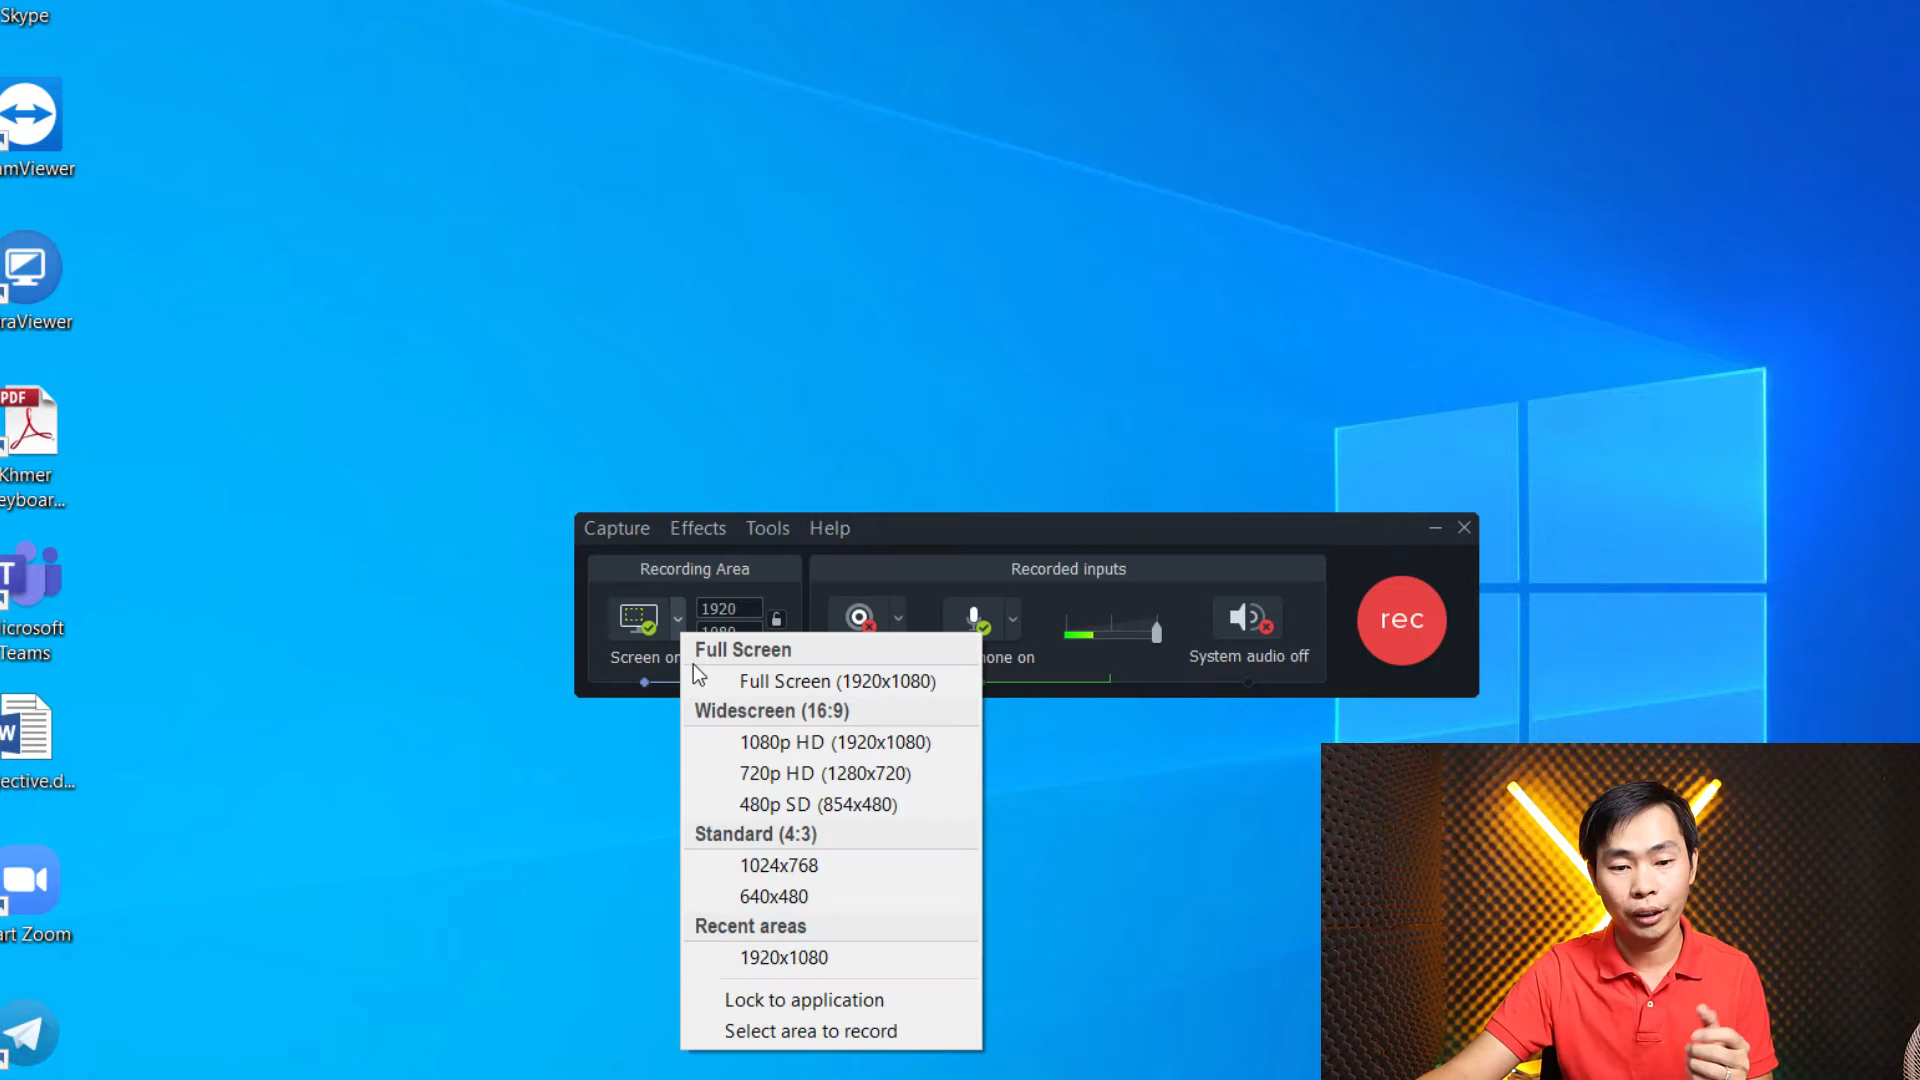 Skype
amViewer
raViewer
PDF
Khmer
eyboar...
icrosoft
Teams
ective.d...
art Zoom
Capture Effects Tools Help
Recording Area
Recorded inputs
1920
1080
rec
Screen on
one on
System audio off
Full Screen
Full Screen (1920x1080)
Widescreen (16:9)
1080p HD (1920x1080)
720p HD (1280x720)
480p SD (854x480)
Standard (4:3)
1024x768
640x480
Recent areas
1920x1080
Lock to application
Select area to record